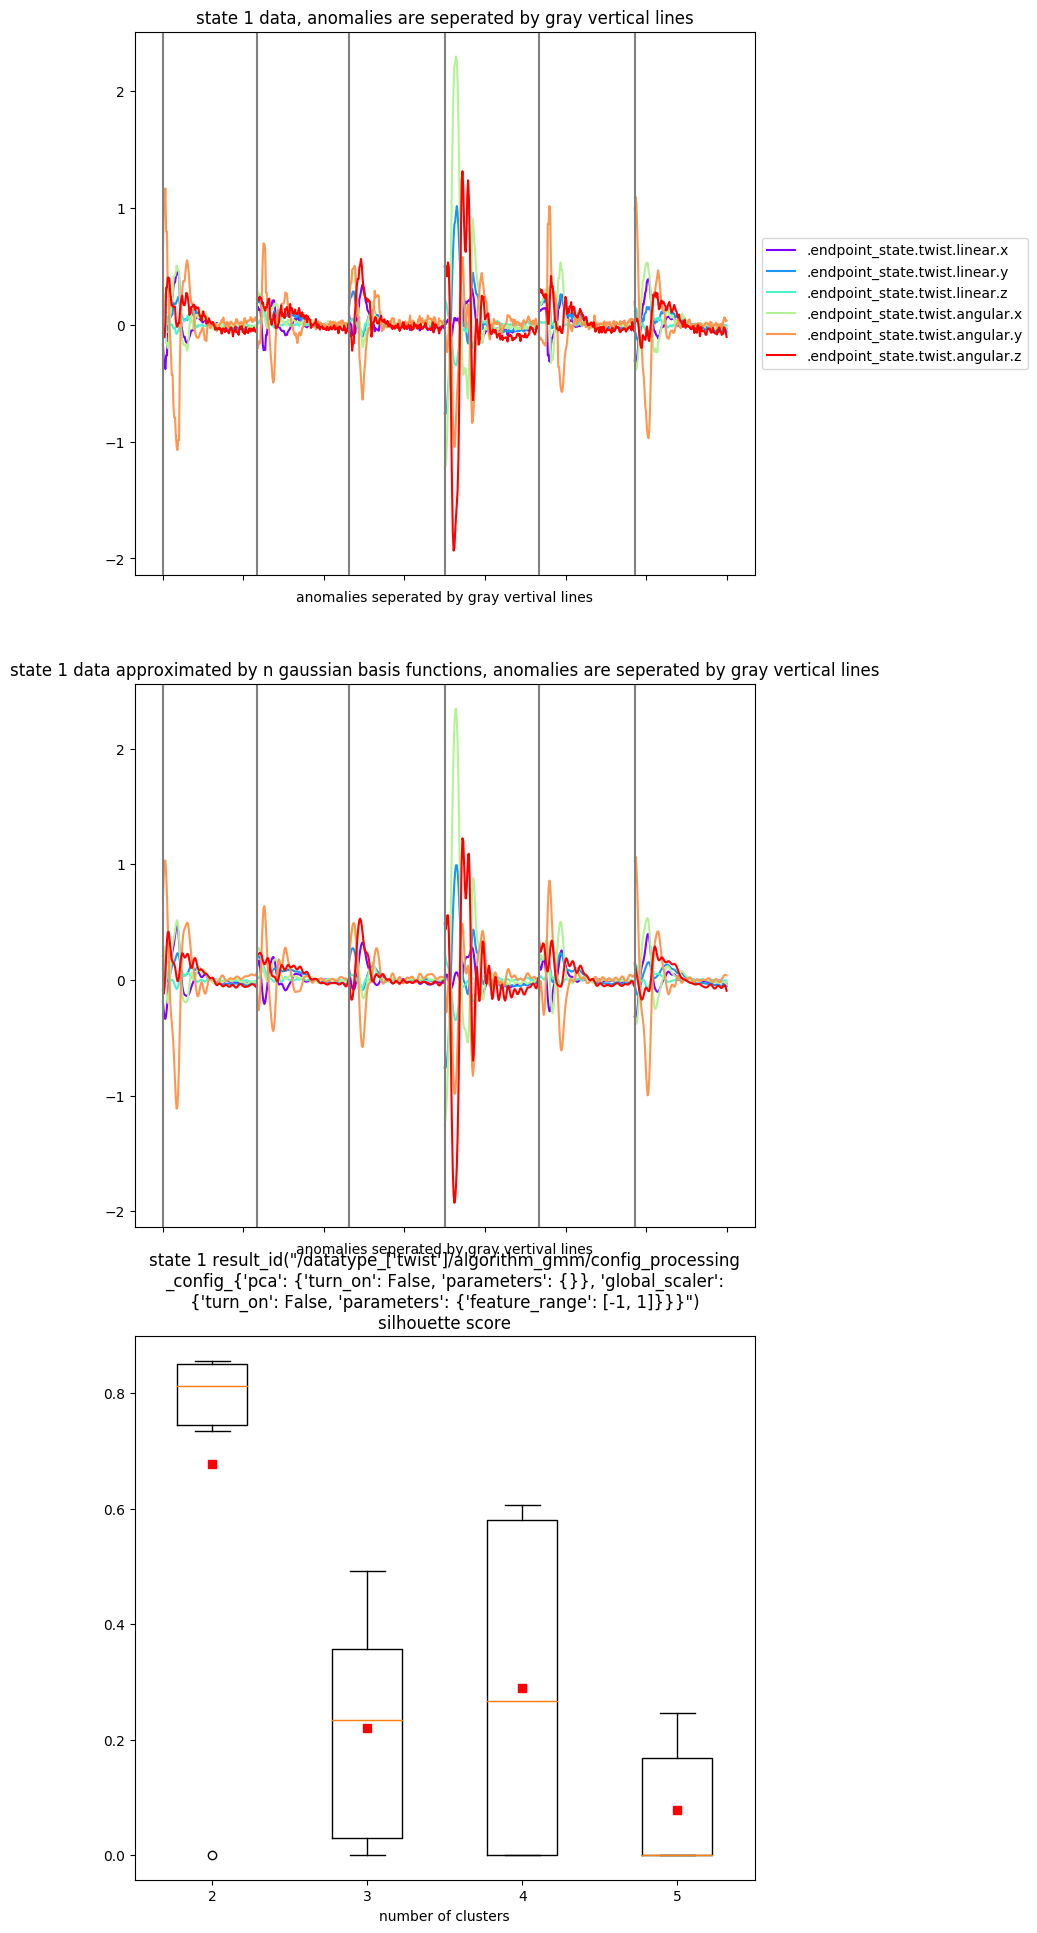 state 1 data, anomalies are seperated by gray vertical lines
2
1
0
−1
−2
.endpoint_state.twist.linear.x
.endpoint_state.twist.linear.y
.endpoint_state.twist.linear.z
.endpoint_state.twist.angular.x
.endpoint_state.twist.angular.y
.endpoint_state.twist.angular.z
anomalies seperated by gray vertival lines
state 1 data approximated by n gaussian basis functions, anomalies are seperated by gray vertical lines
2
1
0
−1
−2
anomalies seperated by gray vertival lines
state 1 result_id("/datatype_['twist']/algorithm_gmm/config_processing
_config_{'pca': {'turn_on': False, 'parameters': {}}, 'global_scaler':
{'turn_on': False, 'parameters': {'feature_range': [-1, 1]}}}")
silhouette score
0.8
0.6
0.4
0.2
0.0
2 3 4 5
number of clusters